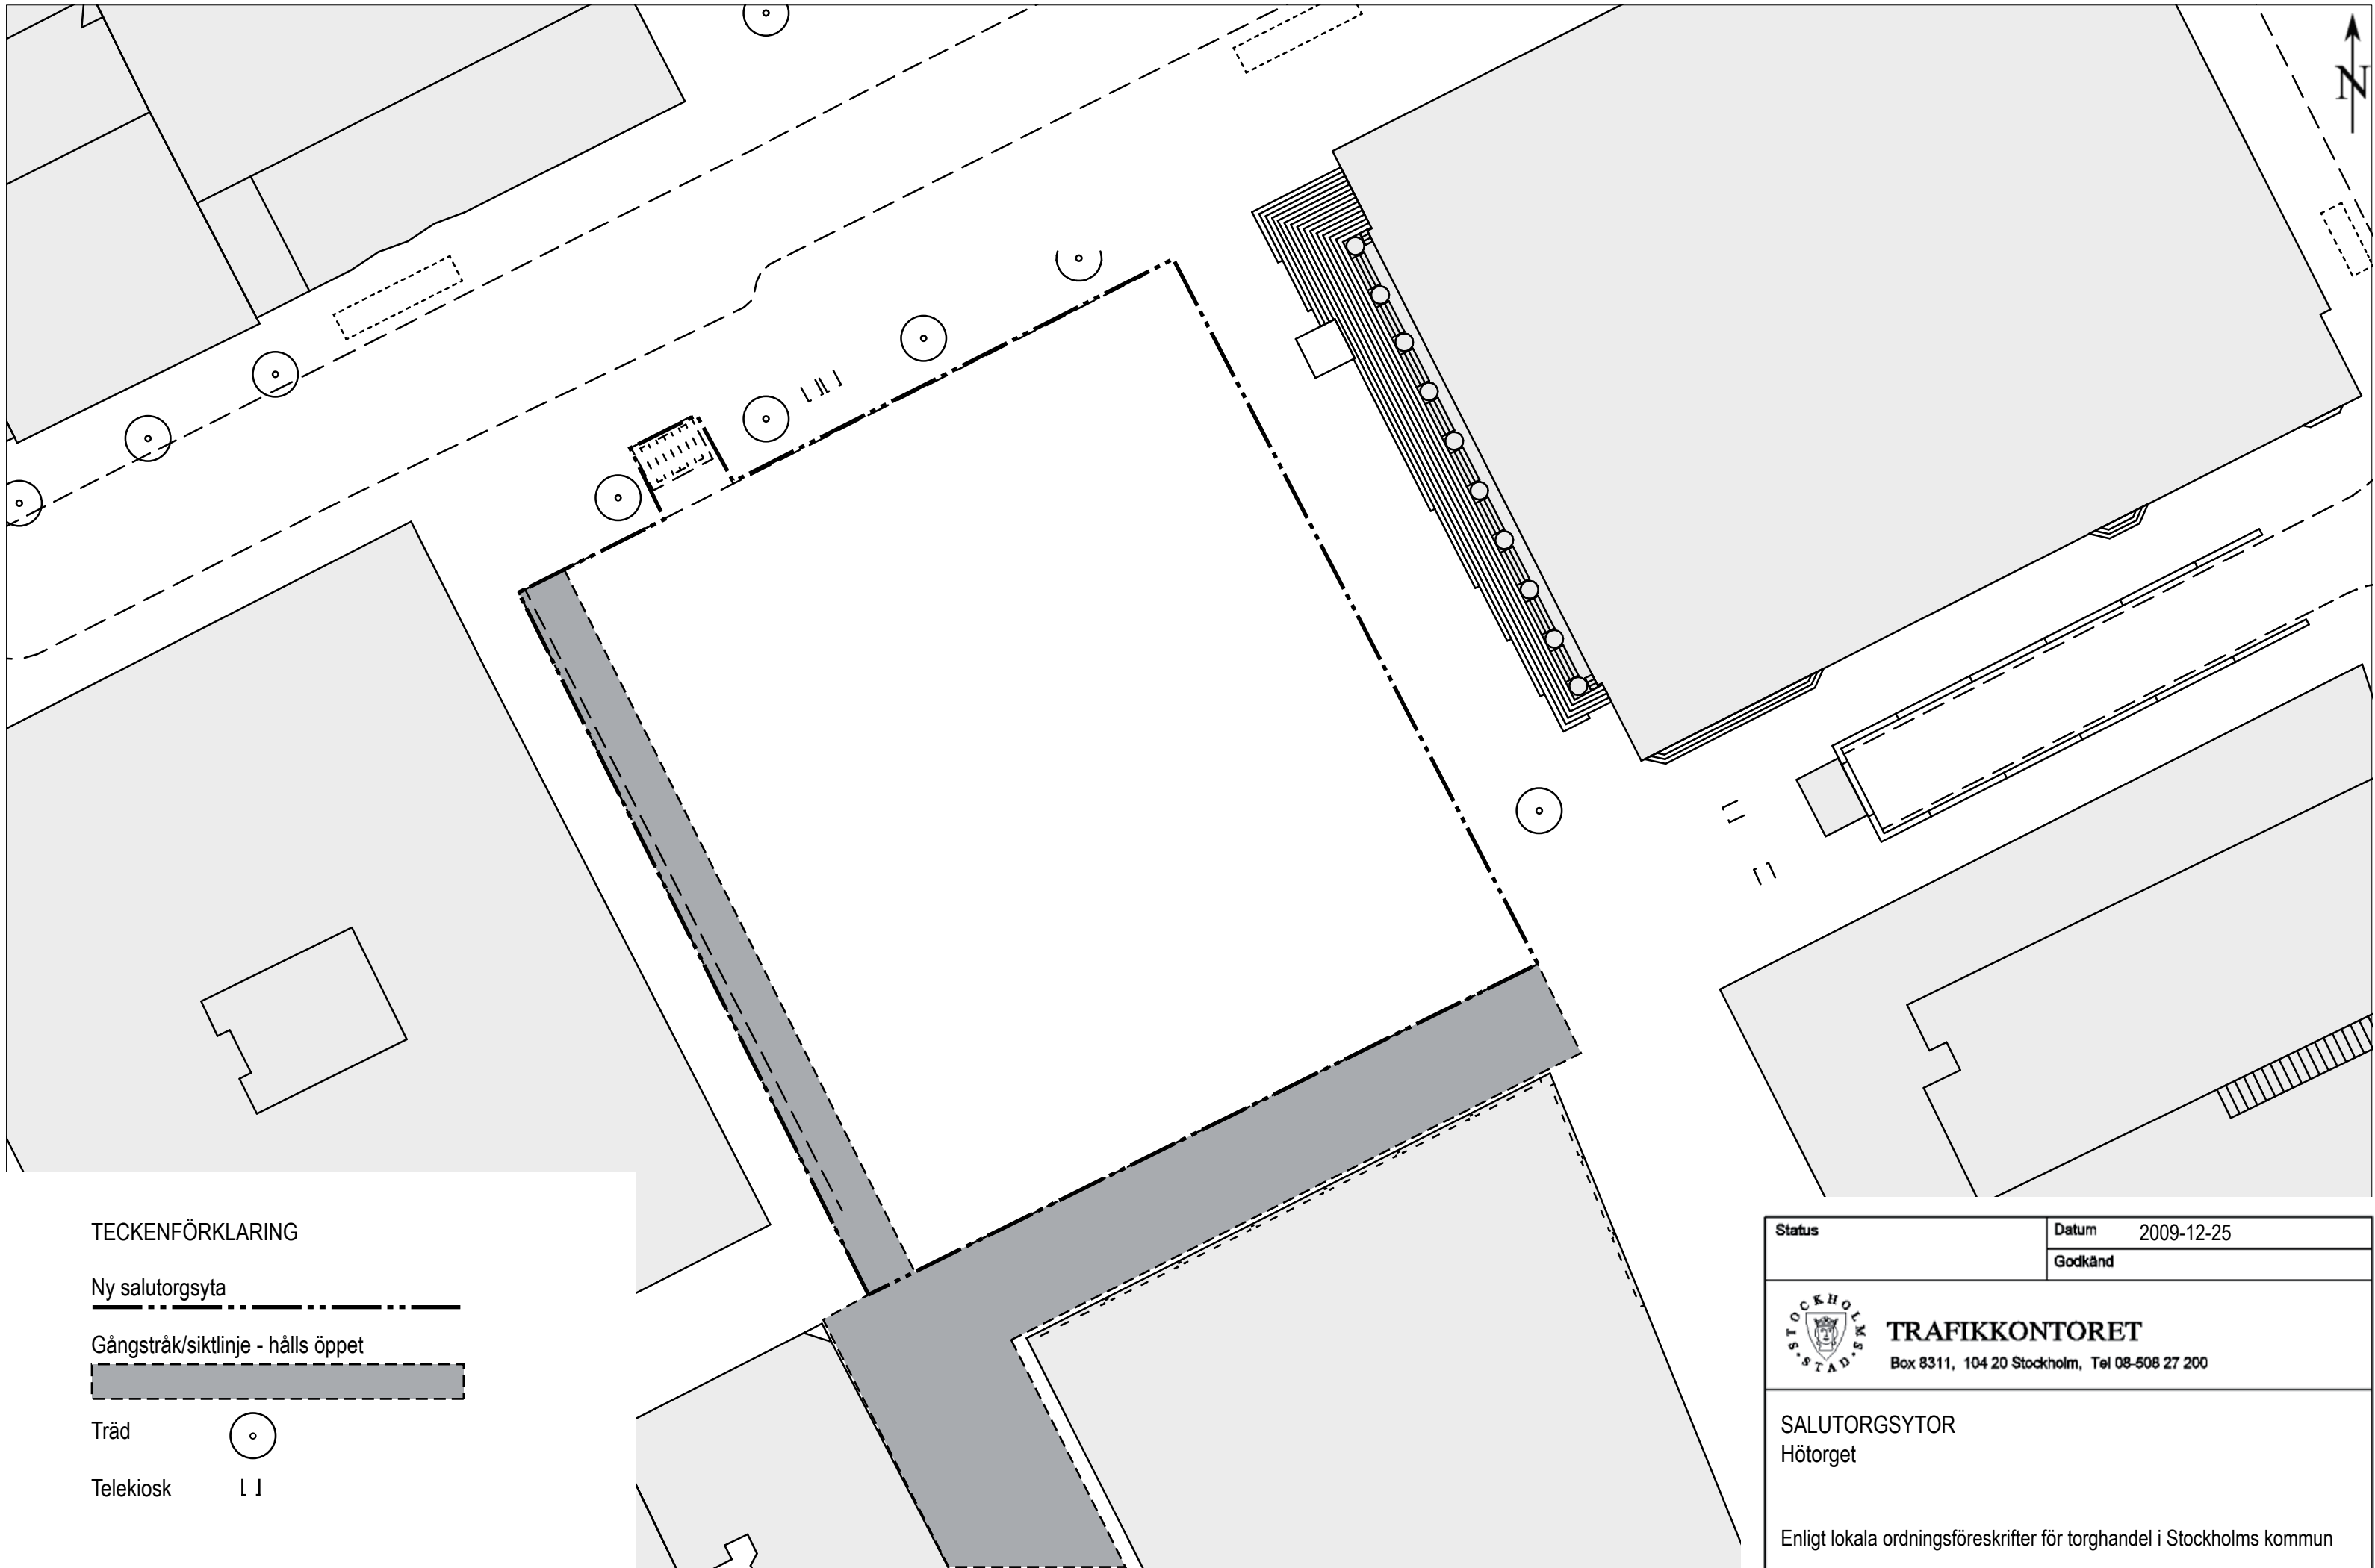 N
TECKENFÖRKLARING
Ny salutorgsyta
Gångstråk/siktlinje - hålls öppet
Träd
Telekiosk
Status
Datum 2009-12-25
Godkänd
STOCKHOLMS
STAD
TRAFIKKONTORET
Box 8311, 104 20 Stockholm, Tel 08-508 27 200
SALUTORGSYTOR
Hötorget
Enligt lokala ordningsföreskrifter för torghandel i Stockholms kommun